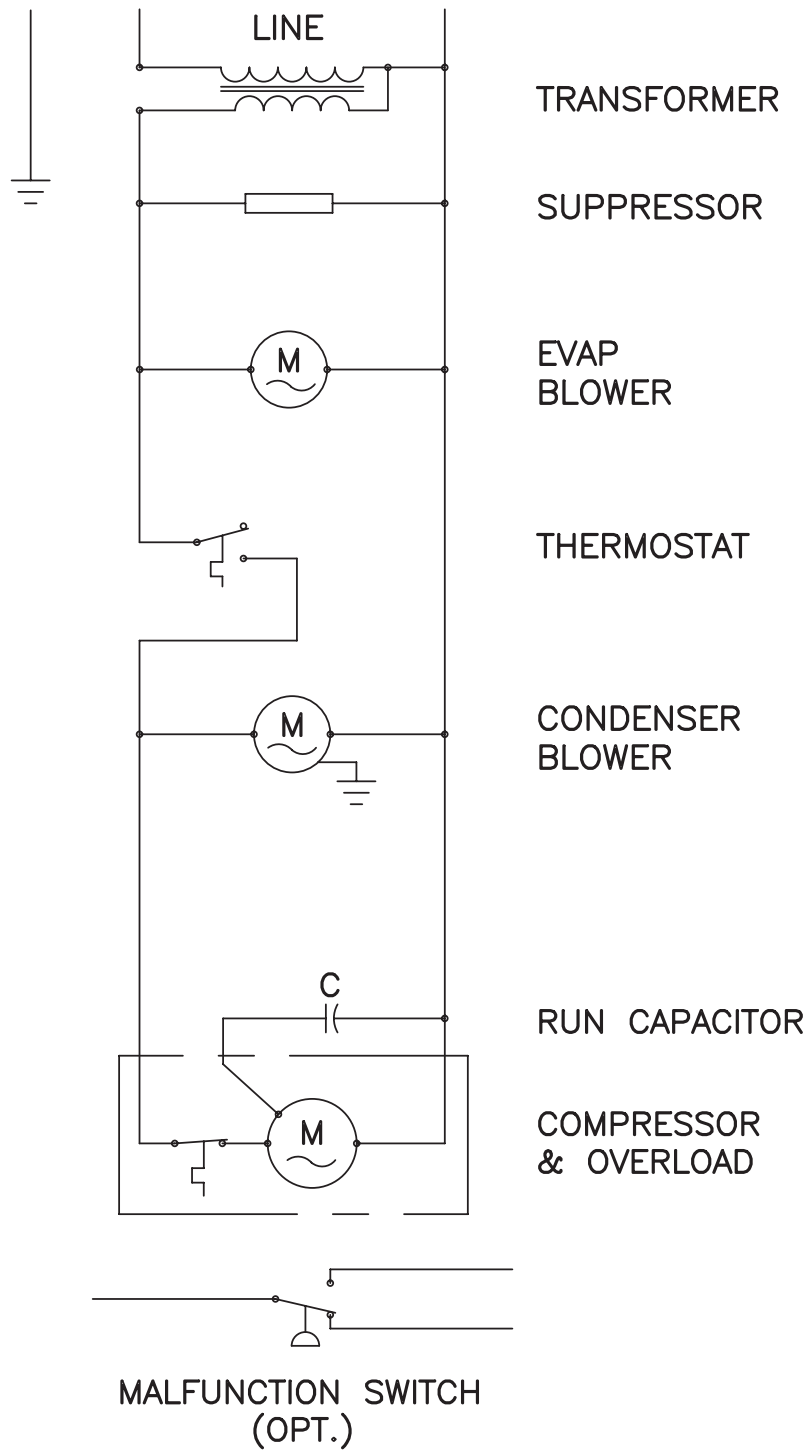 LINE
TRANSFORMER
SUPPRESSOR
M
EVAP
BLOWER
THERMOSTAT
M
CONDENSER
BLOWER
C
RUN CAPACITOR
M
COMPRESSOR
& OVERLOAD
MALFUNCTION SWITCH
(OPT.)